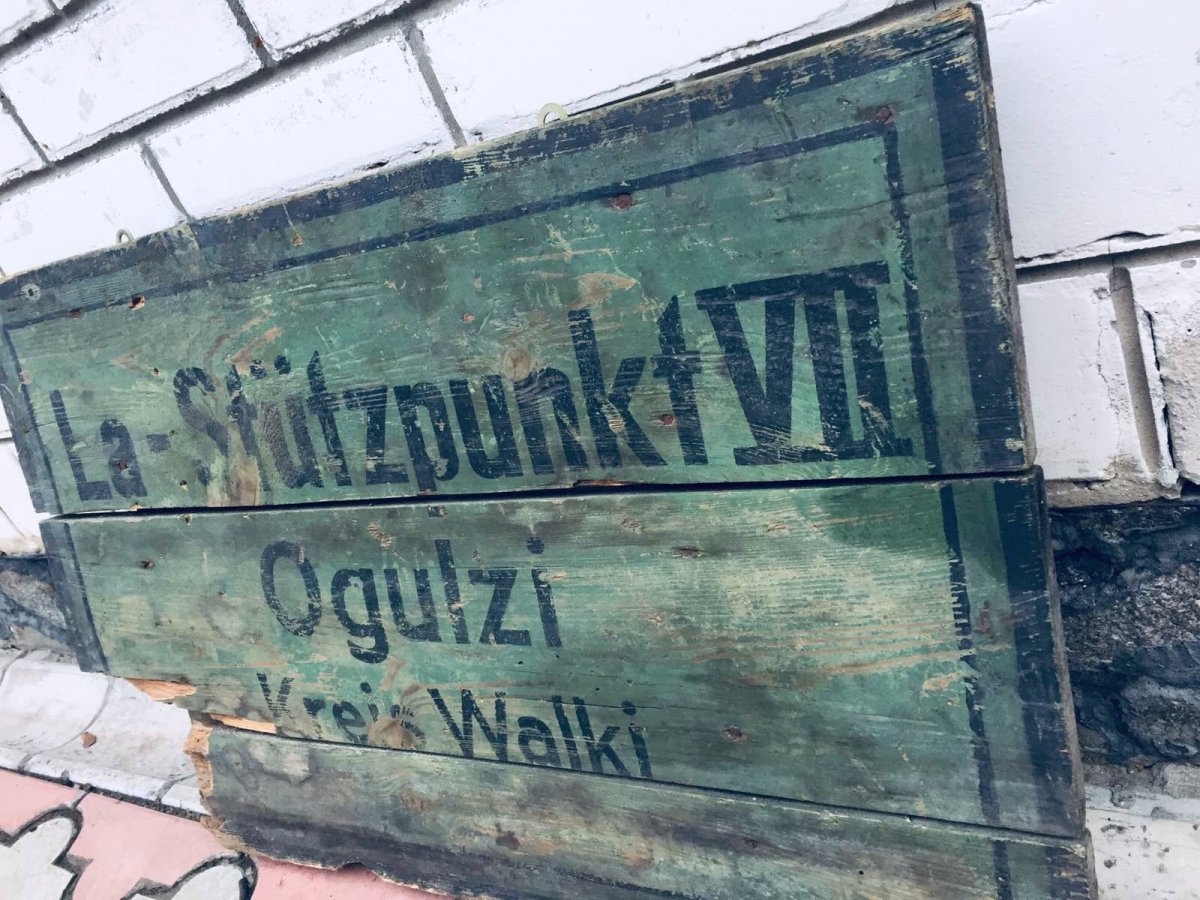 La-Stützpunkt VII
Ogulzi
Kreis Walki